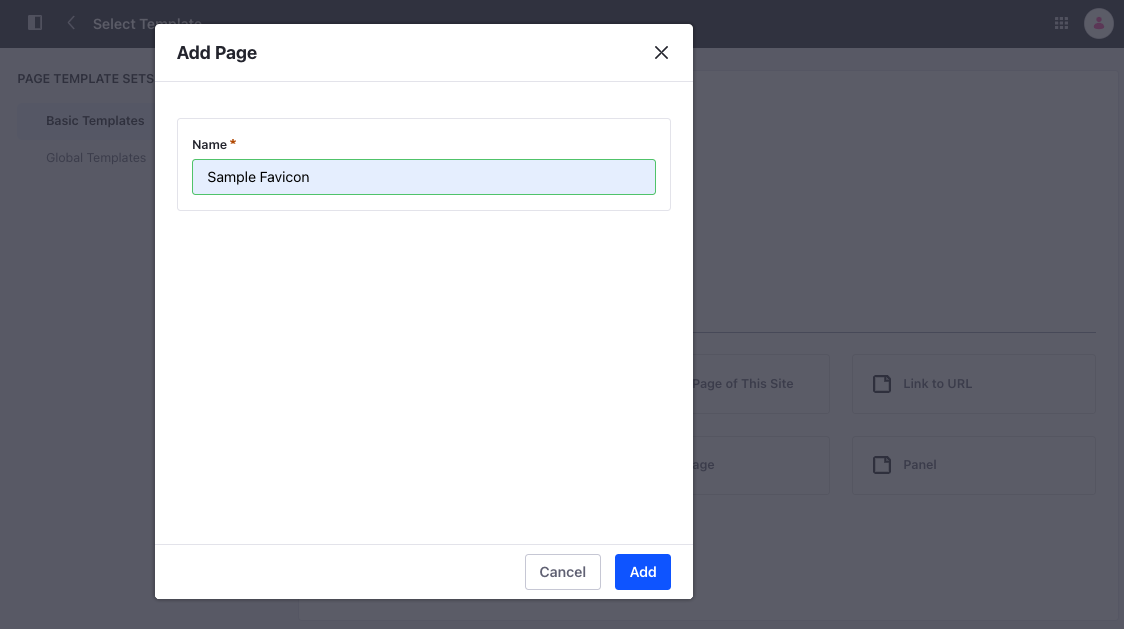 Select Template
Add Page
PAGE TEMPLATE SETS
Basic Templates
Global Templates
Name *
Sample Favicon
Page of This Site
Link to URL
Panel
Cancel
Add